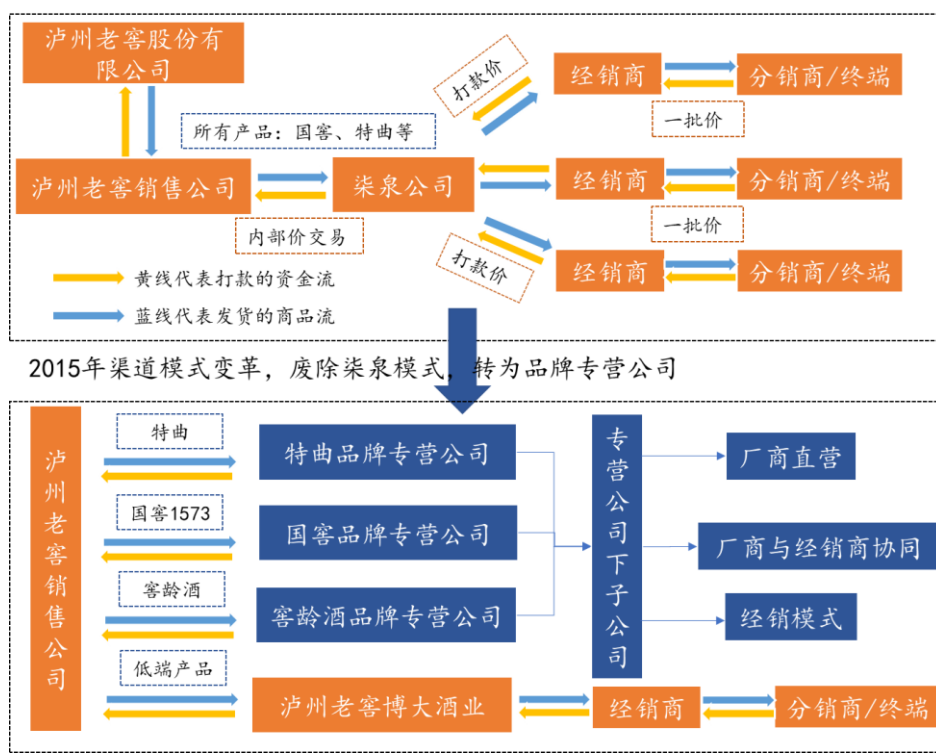 泸州老窖股份有
限公司
打款价
经销商
分销商/终端
一批价
所有产品：国窖、特曲等
泸州老窖销售公司
柒泉公司
经销商
分销商/终端
内部价交易
一批价
打款价
经销商
分销商/终端
黄线代表打款的资金流
蓝线代表发货的商品流
2015年渠道模式变革，废除柒泉模式，转为品牌专营公司
泸州老窖销售公司
特曲
特曲品牌专营公司
国窖1573
国窖品牌专营公司
窖龄酒
窖龄酒品牌专营公司
低端产品
泸州老窖博大酒业
专营公司下子公司
厂商直营
厂商与经销商协同
经销模式
经销商
分销商/终端